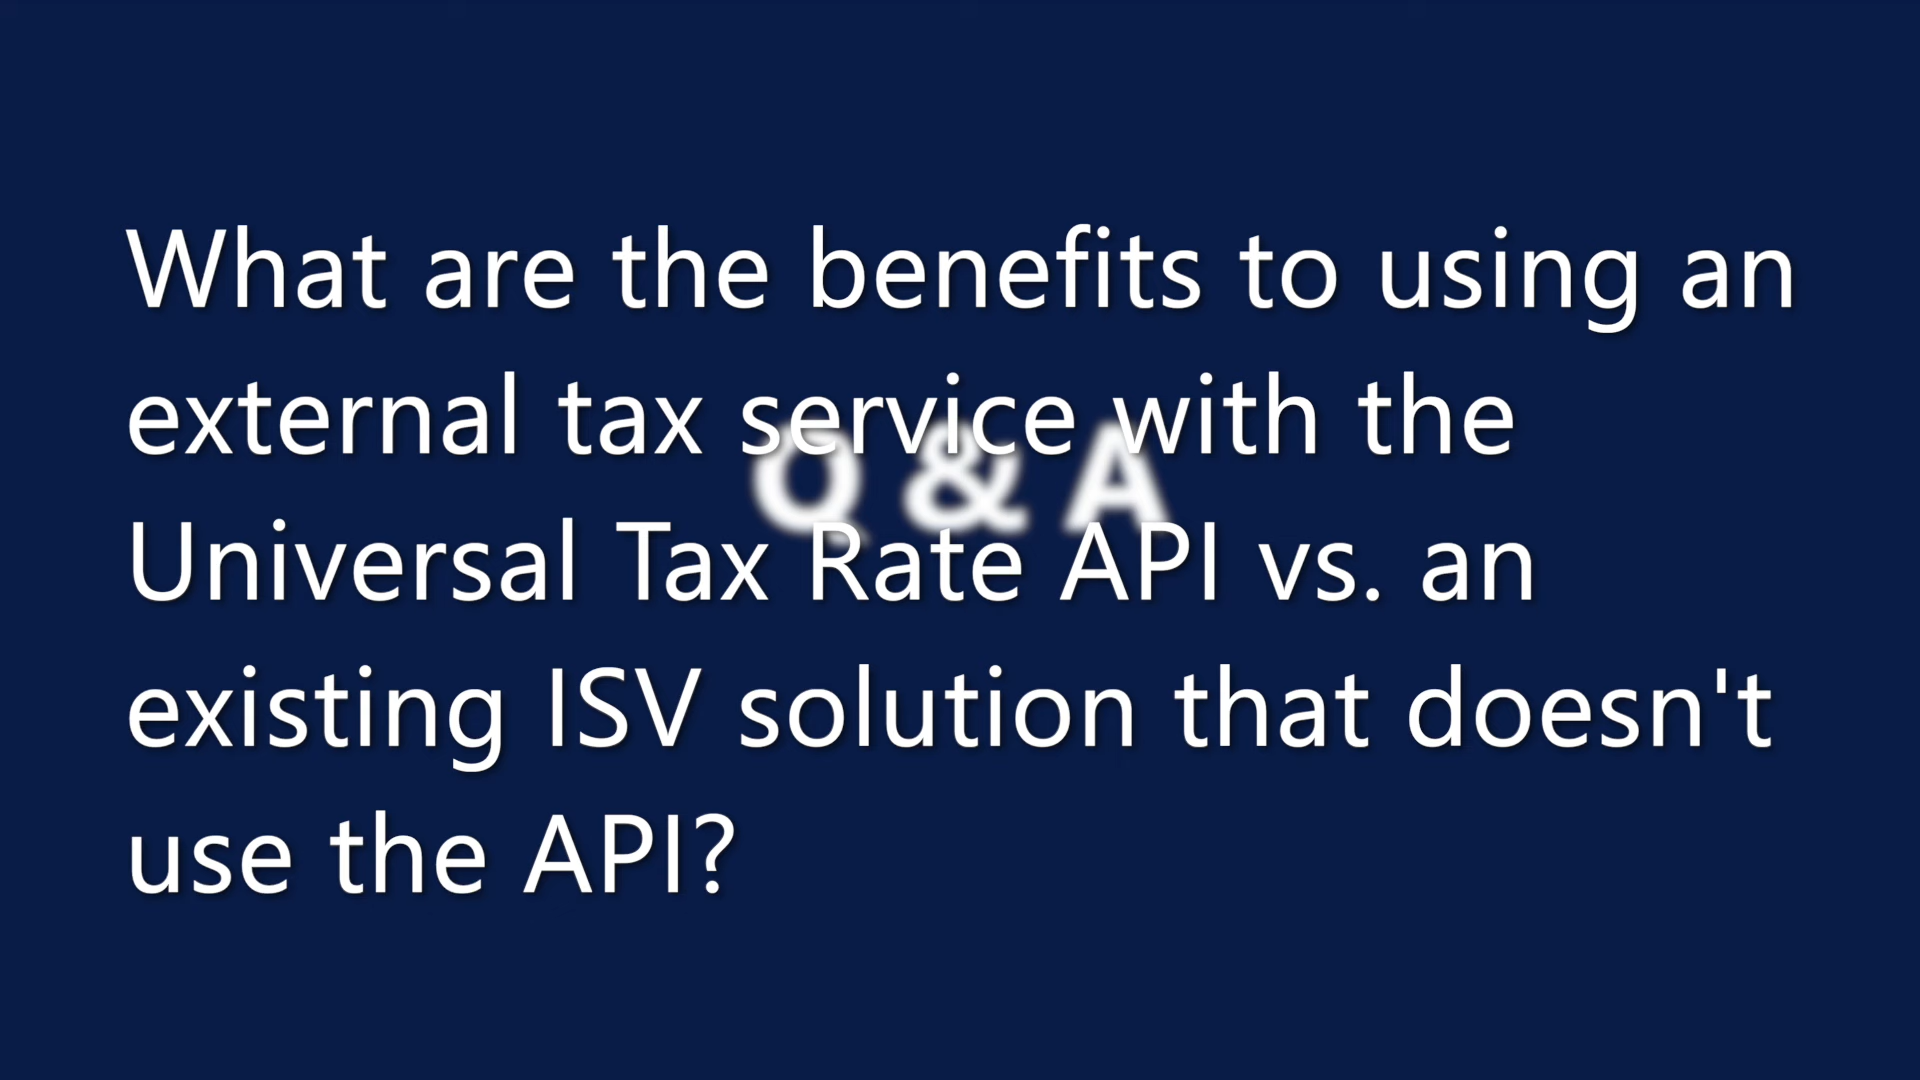 What are the benefits to using an
external tax service with the
Q & A
Universal Tax Rate API vs. an
existing ISV solution that doesn't
use the API?